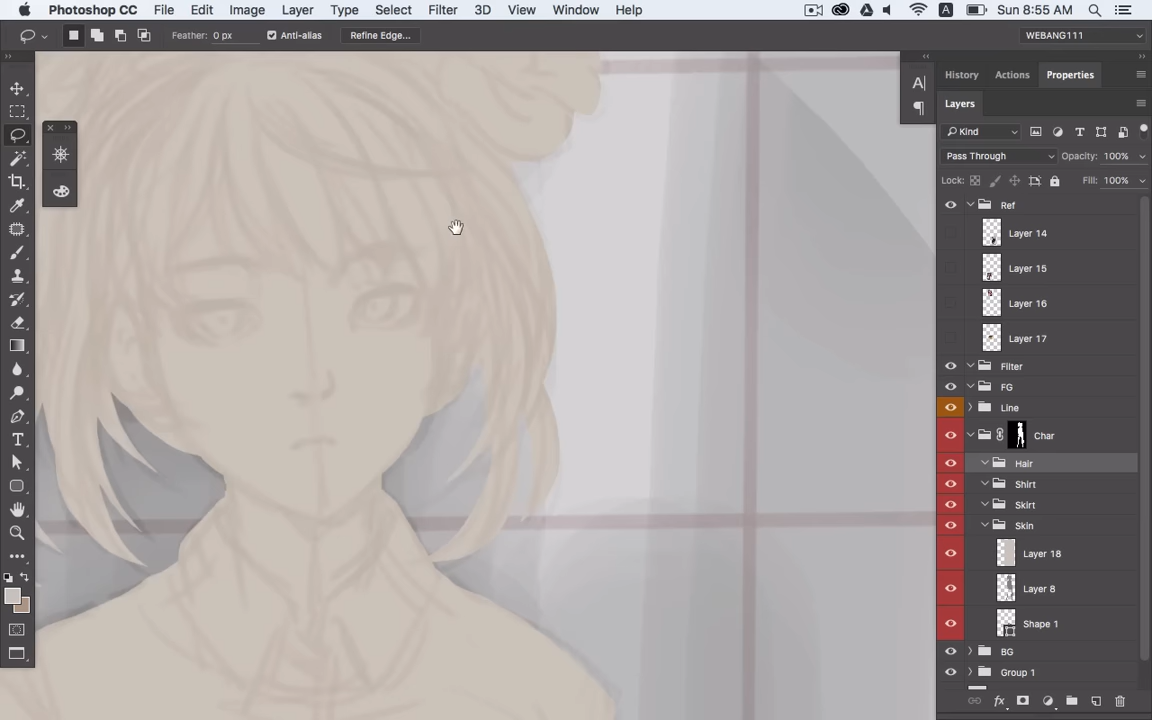 Photoshop CC File Edit Image Layer Type Select Filter 3D View Window Help Sun 8:55 AM
Feather: 0 px Anti-alias Refine Edge... WEBANG111
History Actions Properties
Layers
Kind
Pass Through Opacity: 100%
Lock: Fill: 100%
Ref
Layer 14
Layer 15
Layer 16
Layer 17
Filter
FG
Line
Char
Hair
Shirt
Skirt
Skin
Layer 18
Layer 8
Shape 1
BG
Group 1